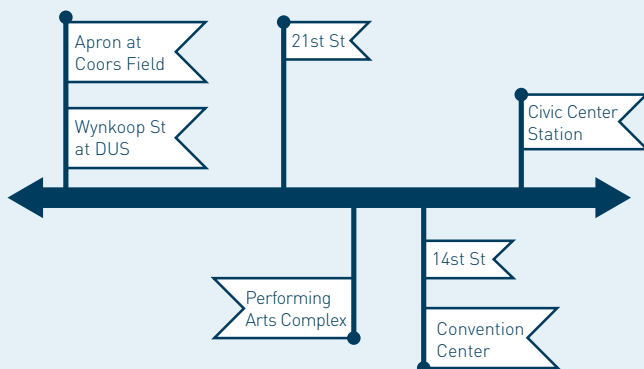 Apron at
Coors Field
Wynkoop St
at DUS
21st St
Civic Center
Station
Performing
Arts Complex
14st St
Convention
Center